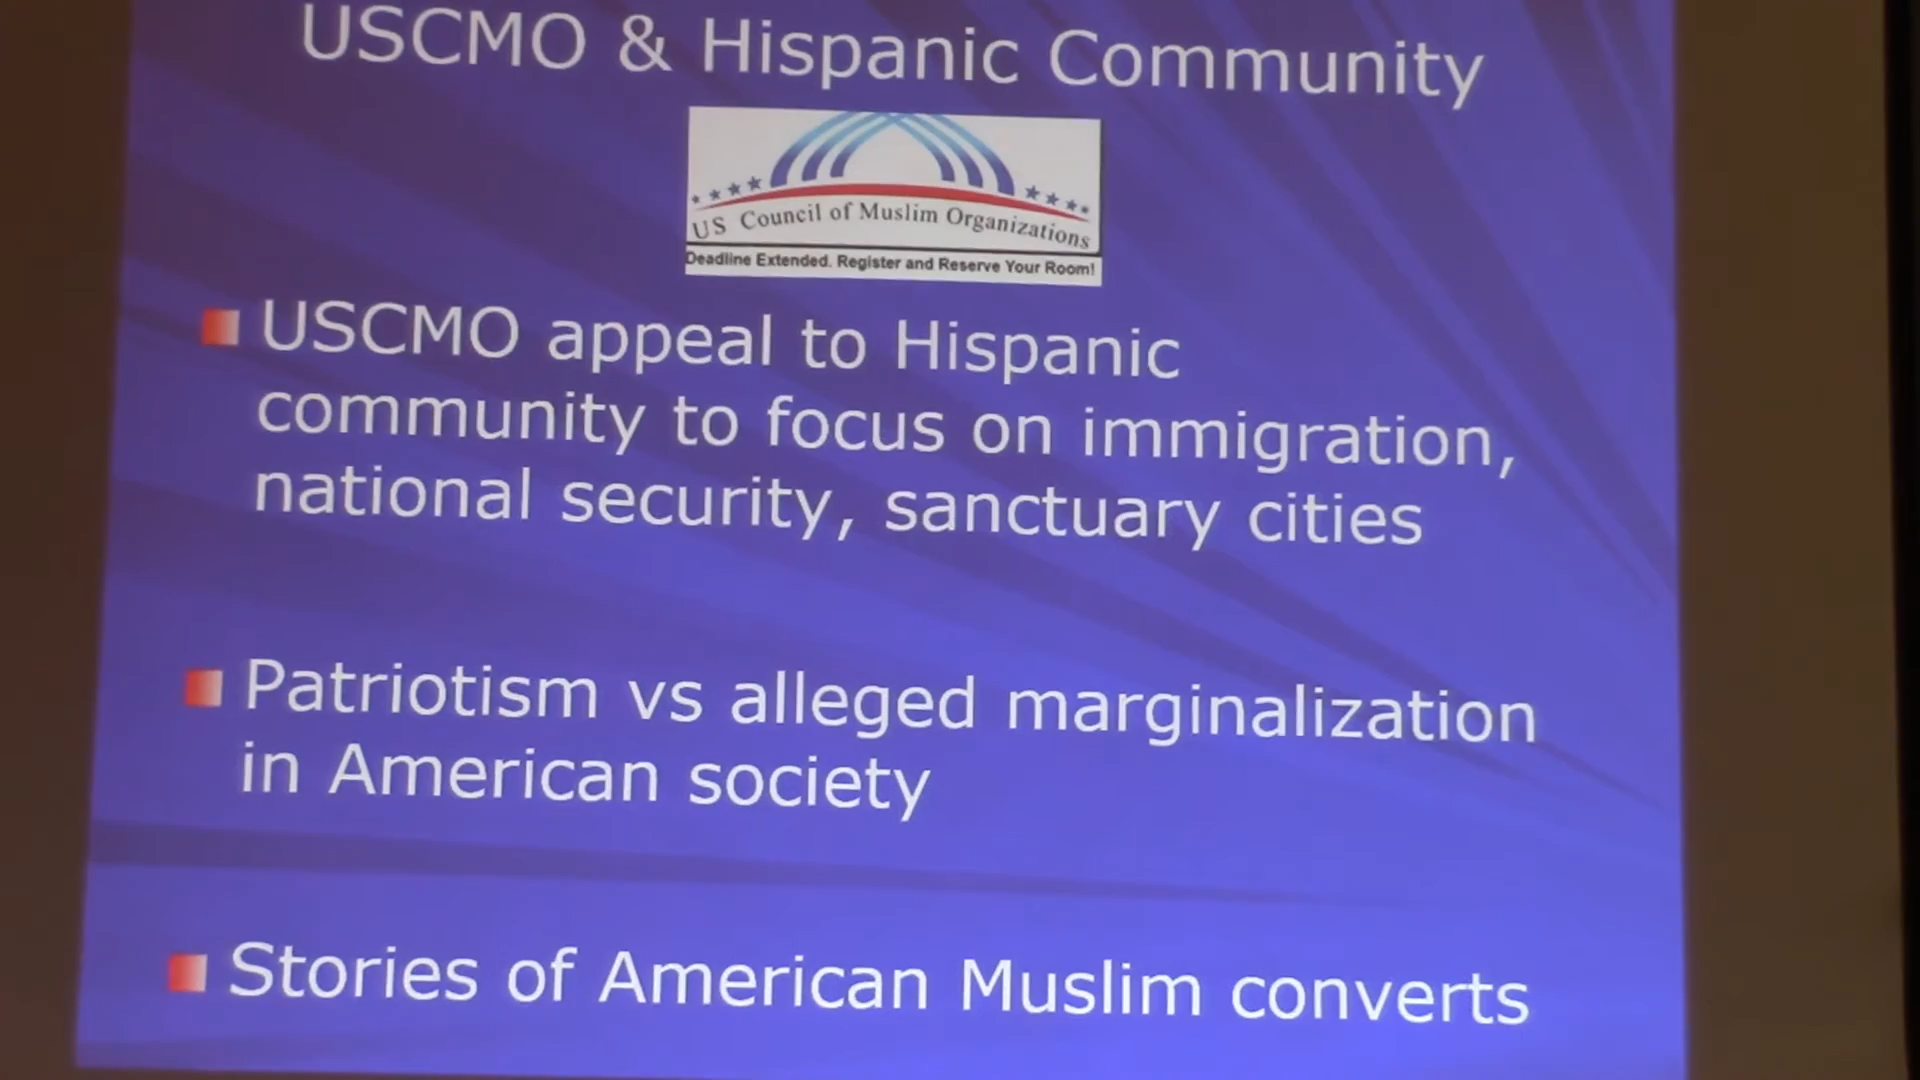 USCMO & Hispanic Community
US Council of Muslim Organizations
Deadline Extended. Register and Reserve Your Room!
USCMO appeal to Hispanic
community to focus on immigration,
national security, sanctuary cities
Patriotism vs alleged marginalization
in American society
Stories of American Muslim converts